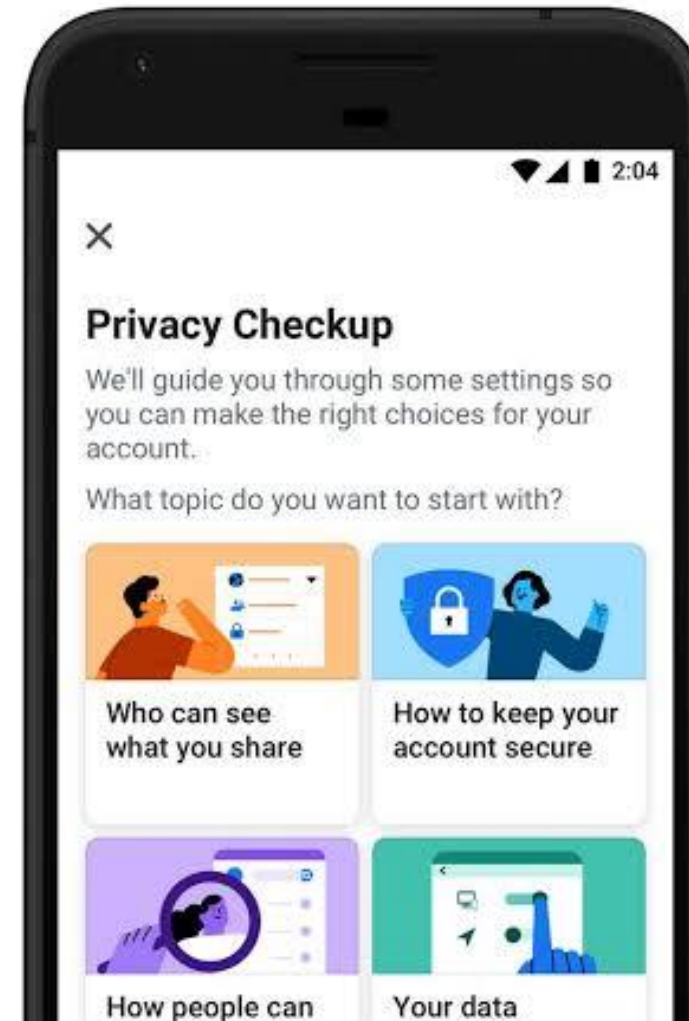 2:04
Privacy Checkup
We'll guide you through some settings so
you can make the right choices for your
account.
What topic do you want to start with?
Who can see
what you share
How to keep your
account secure
How people can
Your data